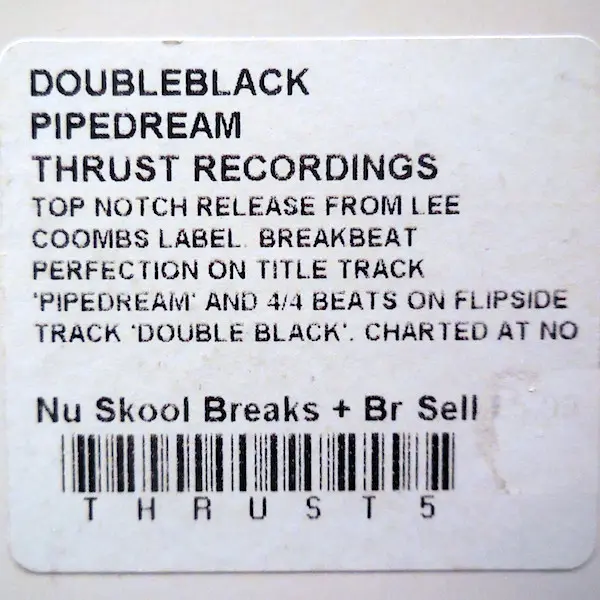 DOUBLEBLACK
PIPEDREAM
THRUST RECORDINGS
TOP NOTCH RELEASE FROM LEE
COOMBS LABEL. BREAKBEAT
PERFECTION ON TITLE TRACK
'PIPEDREAM' AND 4/4 BEATS ON FLIPSIDE
TRACK 'DOUBLE BLACK'. CHARTED AT NO
Nu Skool Breaks + Br Sell
THRUST5